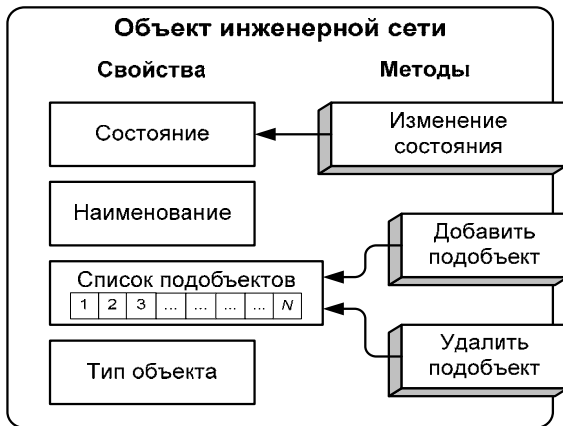 Объект инженерной сети
Свойства
Методы
Состояние
Изменение
состояния
Наименование
Добавить
подобъект
Список подобъектов
1 2 3 ... ... ... ... N
Удалить
подобъект
Тип объекта